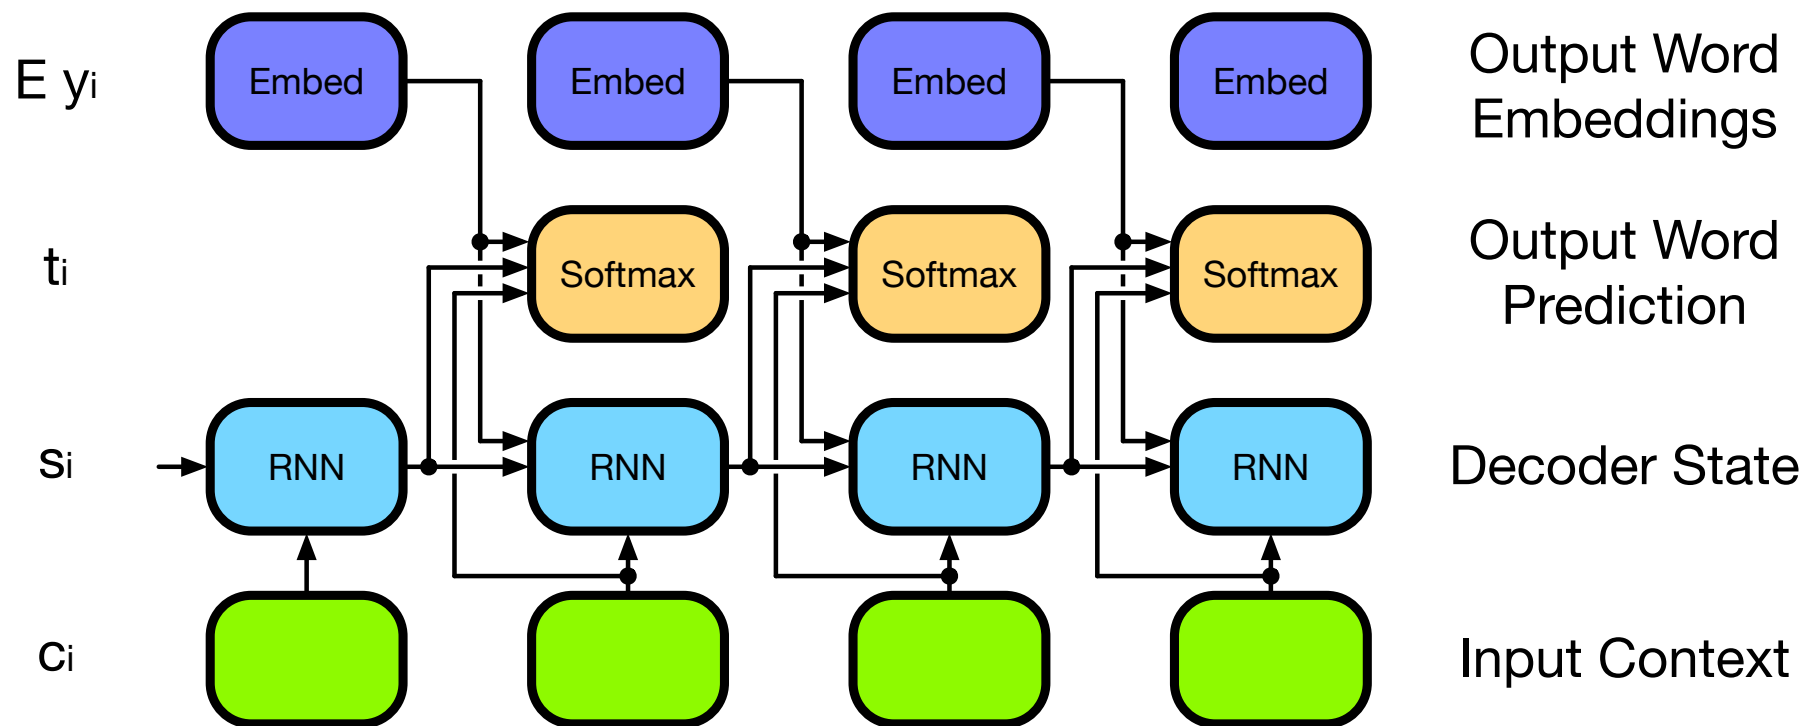 E yi
Embed
Embed
Embed
Embed
Output Word
Embeddings
ti
Softmax
Softmax
Softmax
Output Word
Prediction
si
RNN
RNN
RNN
RNN
Decoder State
ci
Input Context